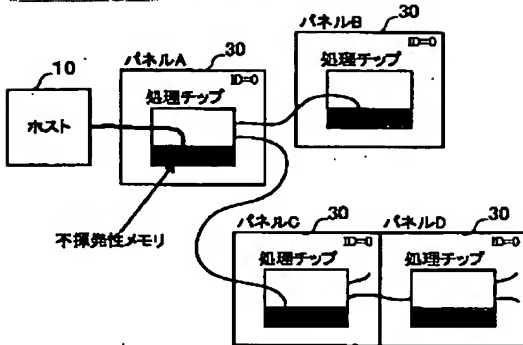 10
ホスト
パネルA
30
ID=0
処理チップ
不揮発性メモリ
パネルB
30
ID=0
処理チップ
パネルC
30
ID=0
処理チップ
パネルD
30
ID=0
処理チップ